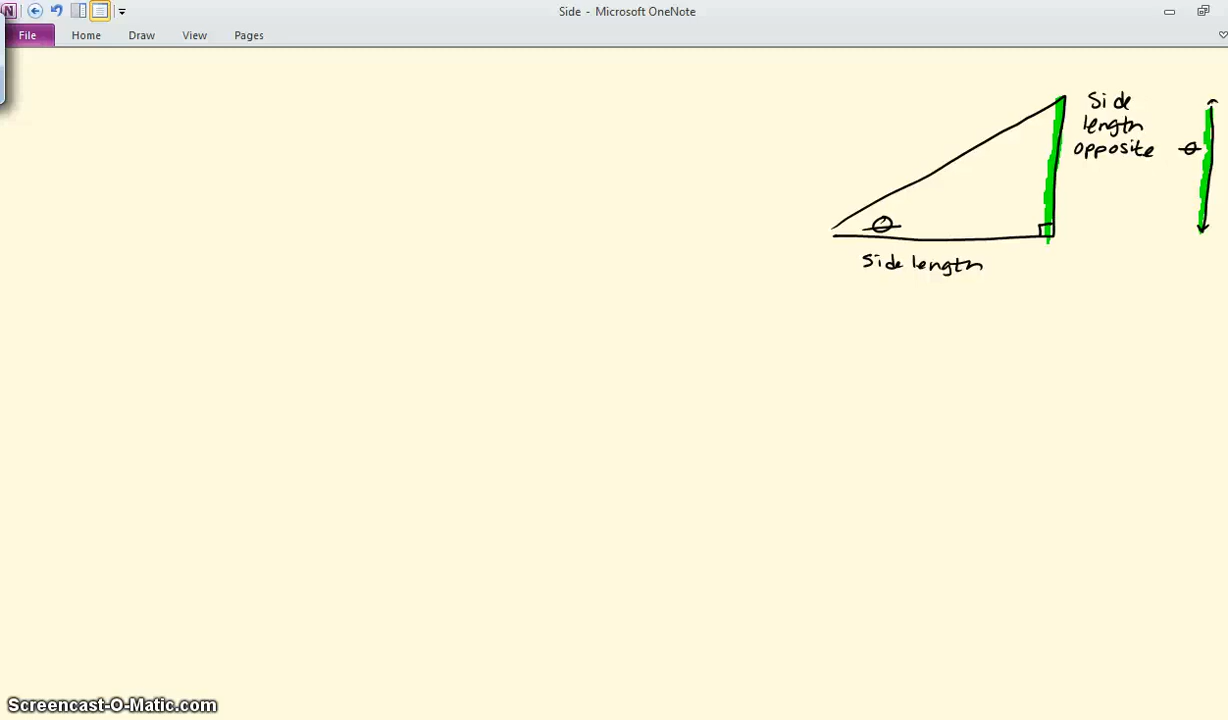 Side - Microsoft OneNote
File Home Draw View Pages
Side
length
opposite θ
θ
Side length
Screencast-O-Matic.com